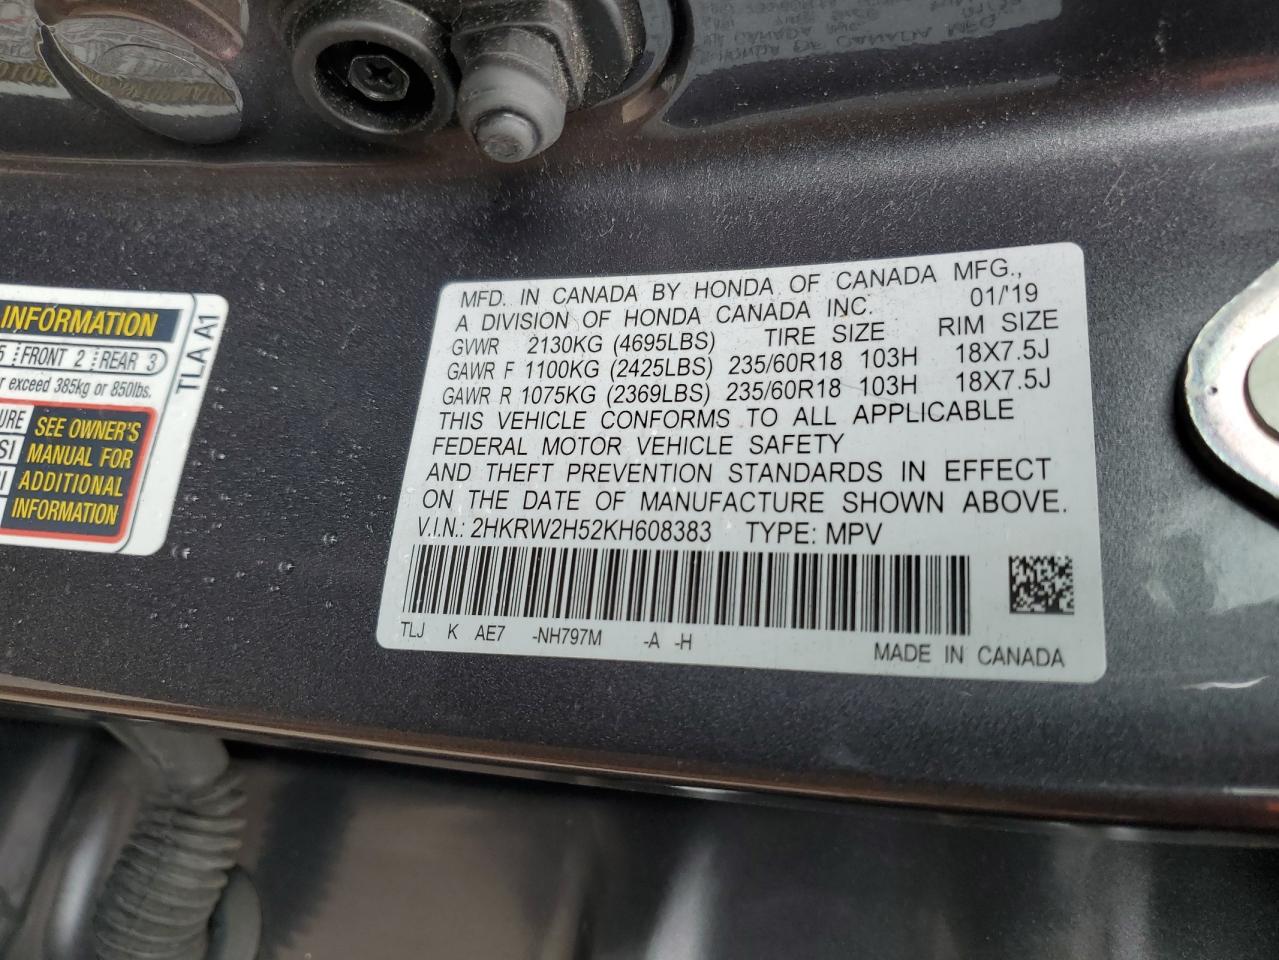 INFORMATION
5 FRONT 2 REAR 3
r exceed 385kg or 850lbs.
SEE OWNER'S
MANUAL FOR
ADDITIONAL
INFORMATION
TLA A1
MFD. IN CANADA BY HONDA OF CANADA MFG.,
A DIVISION OF HONDA CANADA INC. 01/'19
GVWR 2130KG (4695LBS) TIRE SIZE RIM SIZE
GAWR F 1100KG (2425LBS) 235/60R18 103H 18X7.5J
GAWR R 1075KG (2369LBS) 235/60R18 103H 18X7.5J
THIS VEHICLE CONFORMS TO ALL APPLICABLE
FEDERAL MOTOR VEHICLE SAFETY
AND THEFT PREVENTION STANDARDS IN EFFECT
ON THE DATE OF MANUFACTURE SHOWN ABOVE.
V.I.N.: 2HKRW2H52KH608383 TYPE: MPV
TLJ K AE7 -NH797M -A -H
MADE IN CANADA